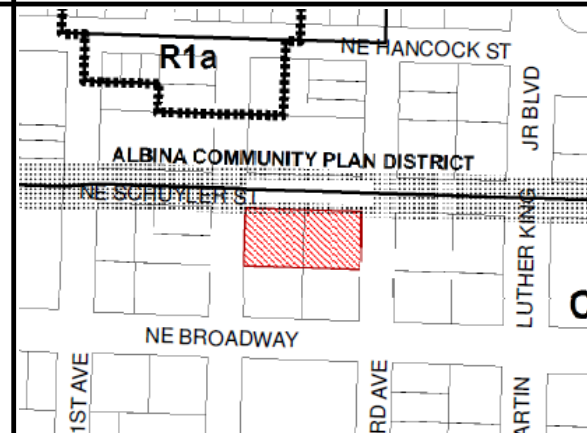 NE HANCOCK ST
R1a
JR BLVD
ALBINA COMMUNITY PLAN DISTRICT
NE SCHUYLER ST
LUTHER KING
C
NE BROADWAY
1ST AVE
RD AVE
ARTIN